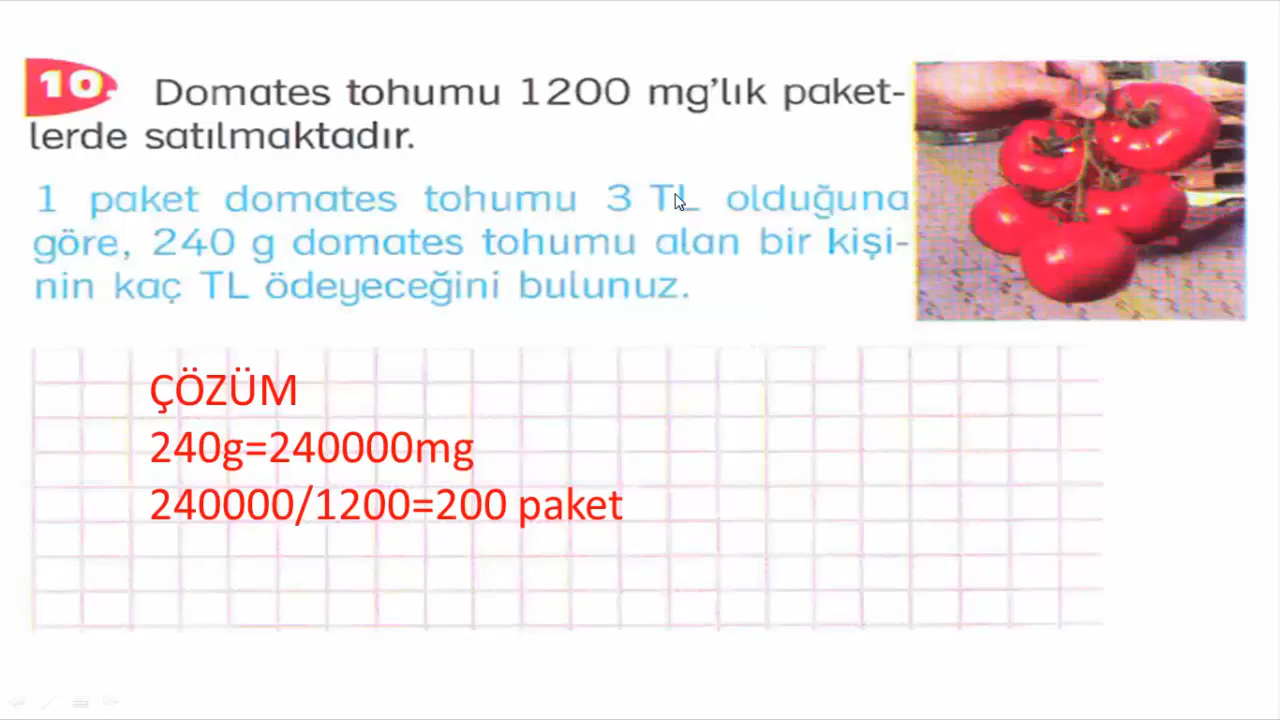 10. Domates tohumu 1200 mg'lık paket-
lerde satılmaktadır.
1 paket domates tohumu 3 TL olduğuna
göre, 240 g domates tohumu alan bir kişi-
nin kaç TL ödeyeceğini bulunuz.
ÇÖZÜM
240g=240000mg
240000/1200=200 paket